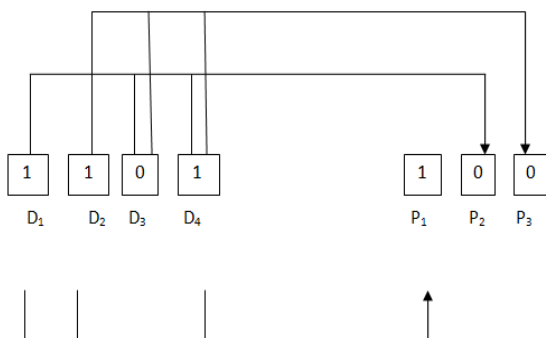 1 1 0 1 1 0 0
D₁ D₂ D₃ D₄ P₁ P₂ P₃